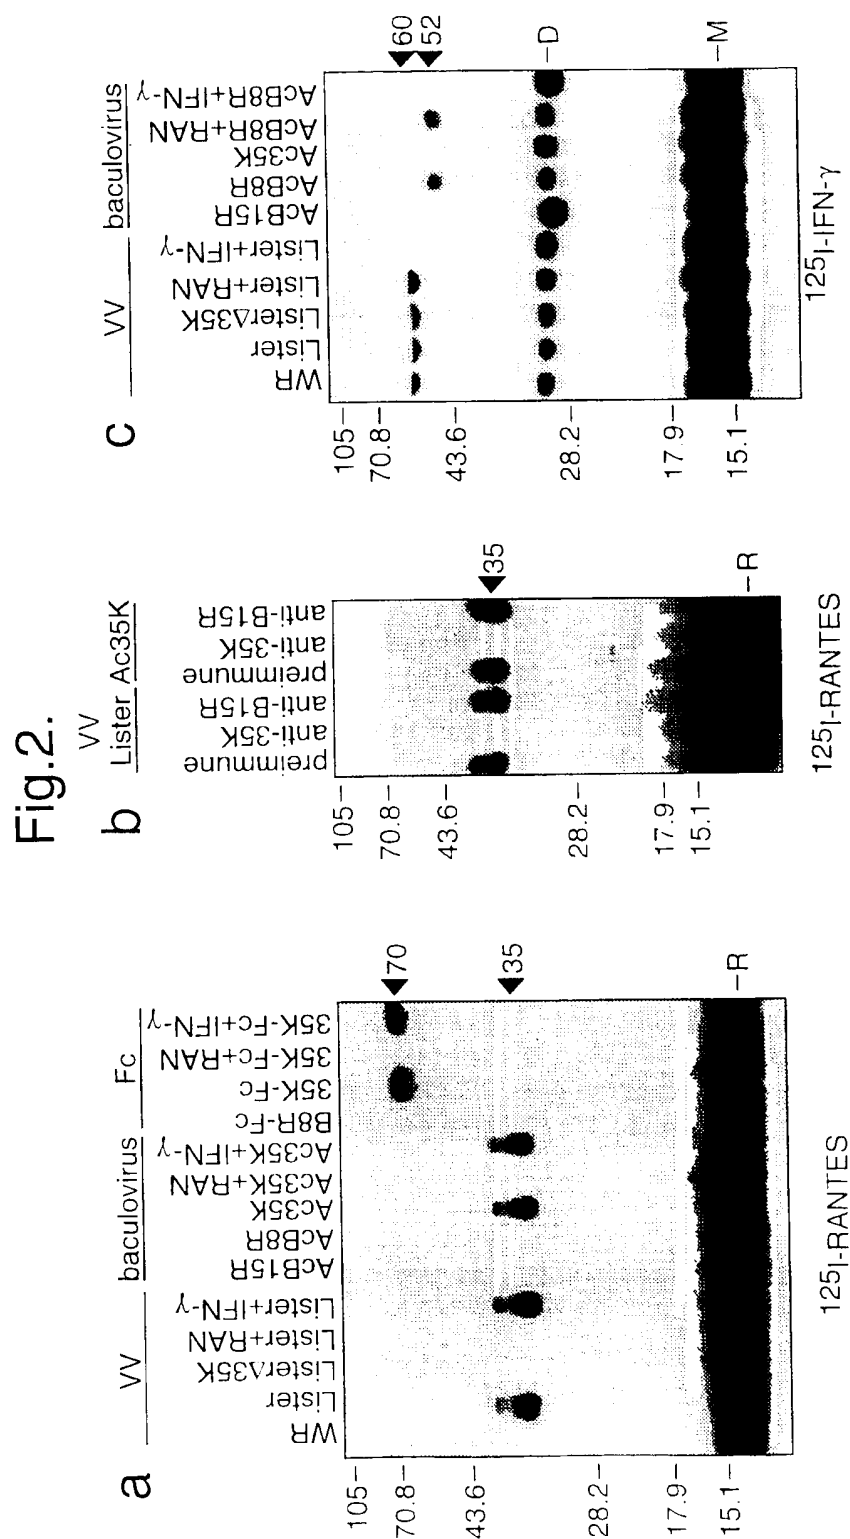 Fig.2.
a
VV
baculovirus
Fc
WR
Lister
ListerΔ35K
Lister+RAN
Lister+IFN-γ
AcB15R
AcB8R
Ac35K
Ac35K+RAN
Ac35K+IFN-γ
B8R-Fc
35K-Fc
35K-Fc+RAN
35K-Fc+IFN-γ
105
70.8
43.6
28.2
17.9
15.1
70
35
R
125I-RANTES
b
VV
Lister Ac35K
preimmune
anti-35K
anti-B15R
preimmune
anti-35K
anti-B15R
105
70.8
43.6
28.2
17.9
15.1
35
R
125I-RANTES
c
VV
baculovirus
WR
Lister
ListerΔ35K
Lister+RAN
Lister+IFN-γ
AcB15R
AcB8R
Ac35K
AcB8R+RAN
AcB8R+IFN-γ
105
70.8
43.6
28.2
17.9
15.1
60
52
D
M
125I-IFN-γ